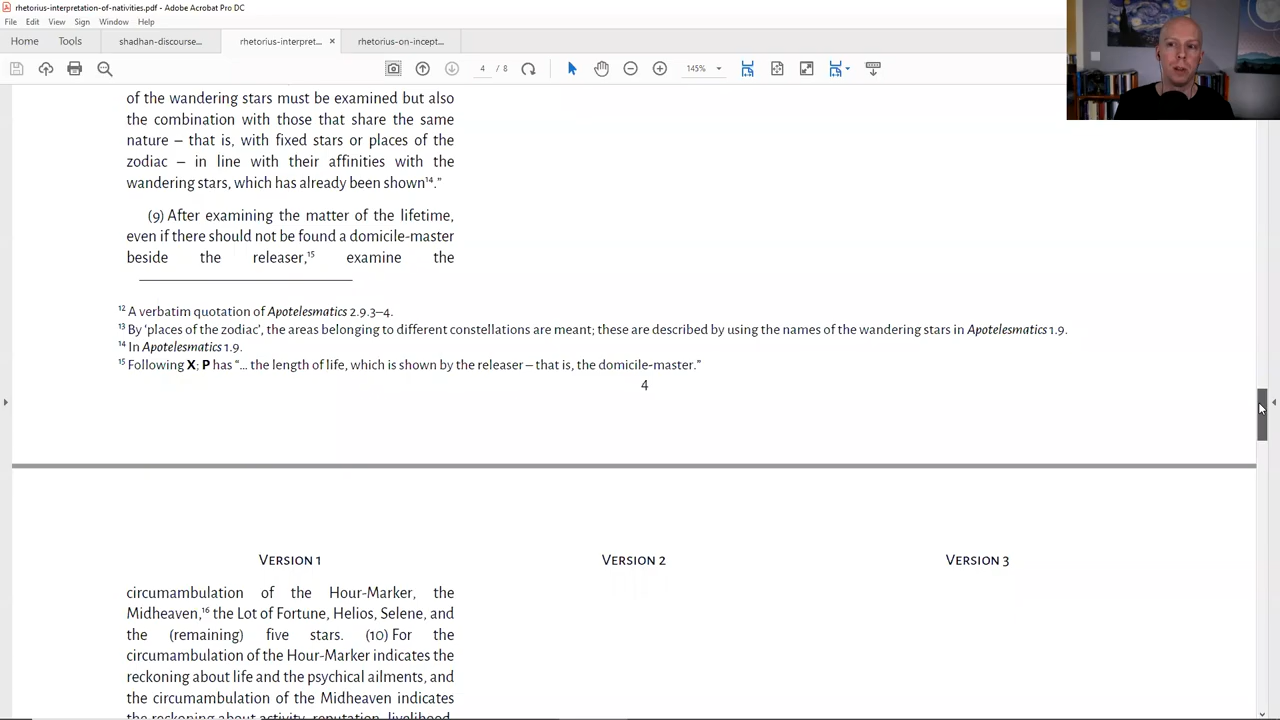 rhetorius-interpretation-of-nativities.pdf - Adobe Acrobat Pro DC
File Edit View Sign Window Help
Home Tools shadhan-discourse... rhetorius-interpret... × rhetorius-on-incept...
4 / 8 145%
of the wandering stars must be examined but also
the combination with those that share the same
nature – that is, with fixed stars or places of the
zodiac – in line with their affinities with the
wandering stars, which has already been shown¹⁴.”
(9) After examining the matter of the lifetime,
even if there should not be found a domicile-master
beside the releaser,¹⁵ examine the
¹² A verbatim quotation of Apotelesmatics 2.9.3–4.
¹³ By ‘places of the zodiac’, the areas belonging to different constellations are meant; these are described by using the names of the wandering stars in Apotelesmatics 1.9.
¹⁴ In Apotelesmatics 1.9.
¹⁵ Following X; P has “... the length of life, which is shown by the releaser – that is, the domicile-master.”
4
VERSION 1 VERSION 2 VERSION 3
circumambulation of the Hour-Marker, the
Midheaven,¹⁶ the Lot of Fortune, Helios, Selene, and
the (remaining) five stars. (10) For the
circumambulation of the Hour-Marker indicates the
reckoning about life and the psychical ailments, and
the circumambulation of the Midheaven indicates
the reckoning about activity, reputation, livelihood,